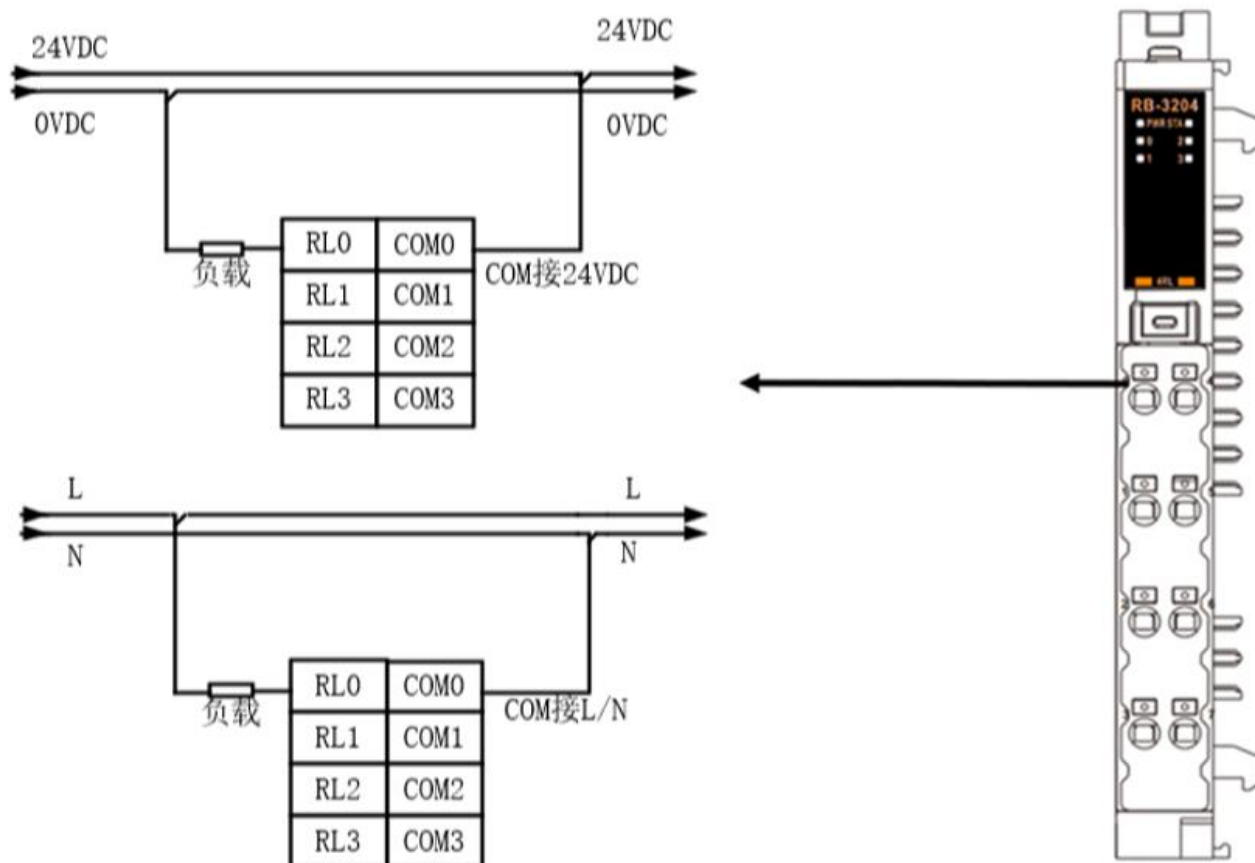 24VDC
24VDC
0VDC
0VDC
负载
RL0 COM0
COM接24VDC
RL1 COM1
RL2 COM2
RL3 COM3
L
L
N
N
负载
RL0 COM0
COM接L/N
RL1 COM1
RL2 COM2
RL3 COM3
RB-3204
PWR STA
0 2
1 3
4RL